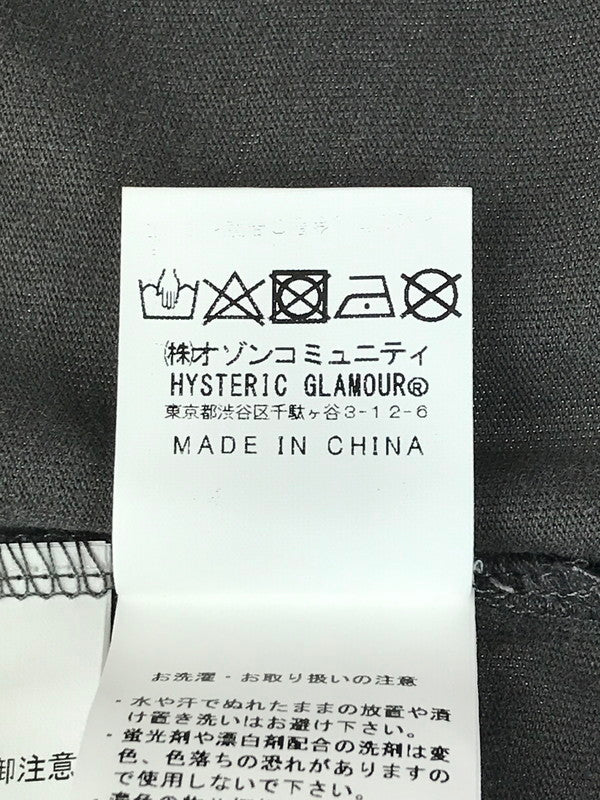 ㈱オゾンコミュニティ
HYSTERIC GLAMOUR®
東京都渋谷区千駄ヶ谷3-12-6
MADE IN CHINA
お洗濯・お取り扱いの注意
・水や汗でぬれたままの放置や漬
け置き洗いはお避け下さい。
・蛍光剤や漂白剤配合の洗剤は変
色、色落ちの恐れがありますの
で使用しないで下さい。
御注意